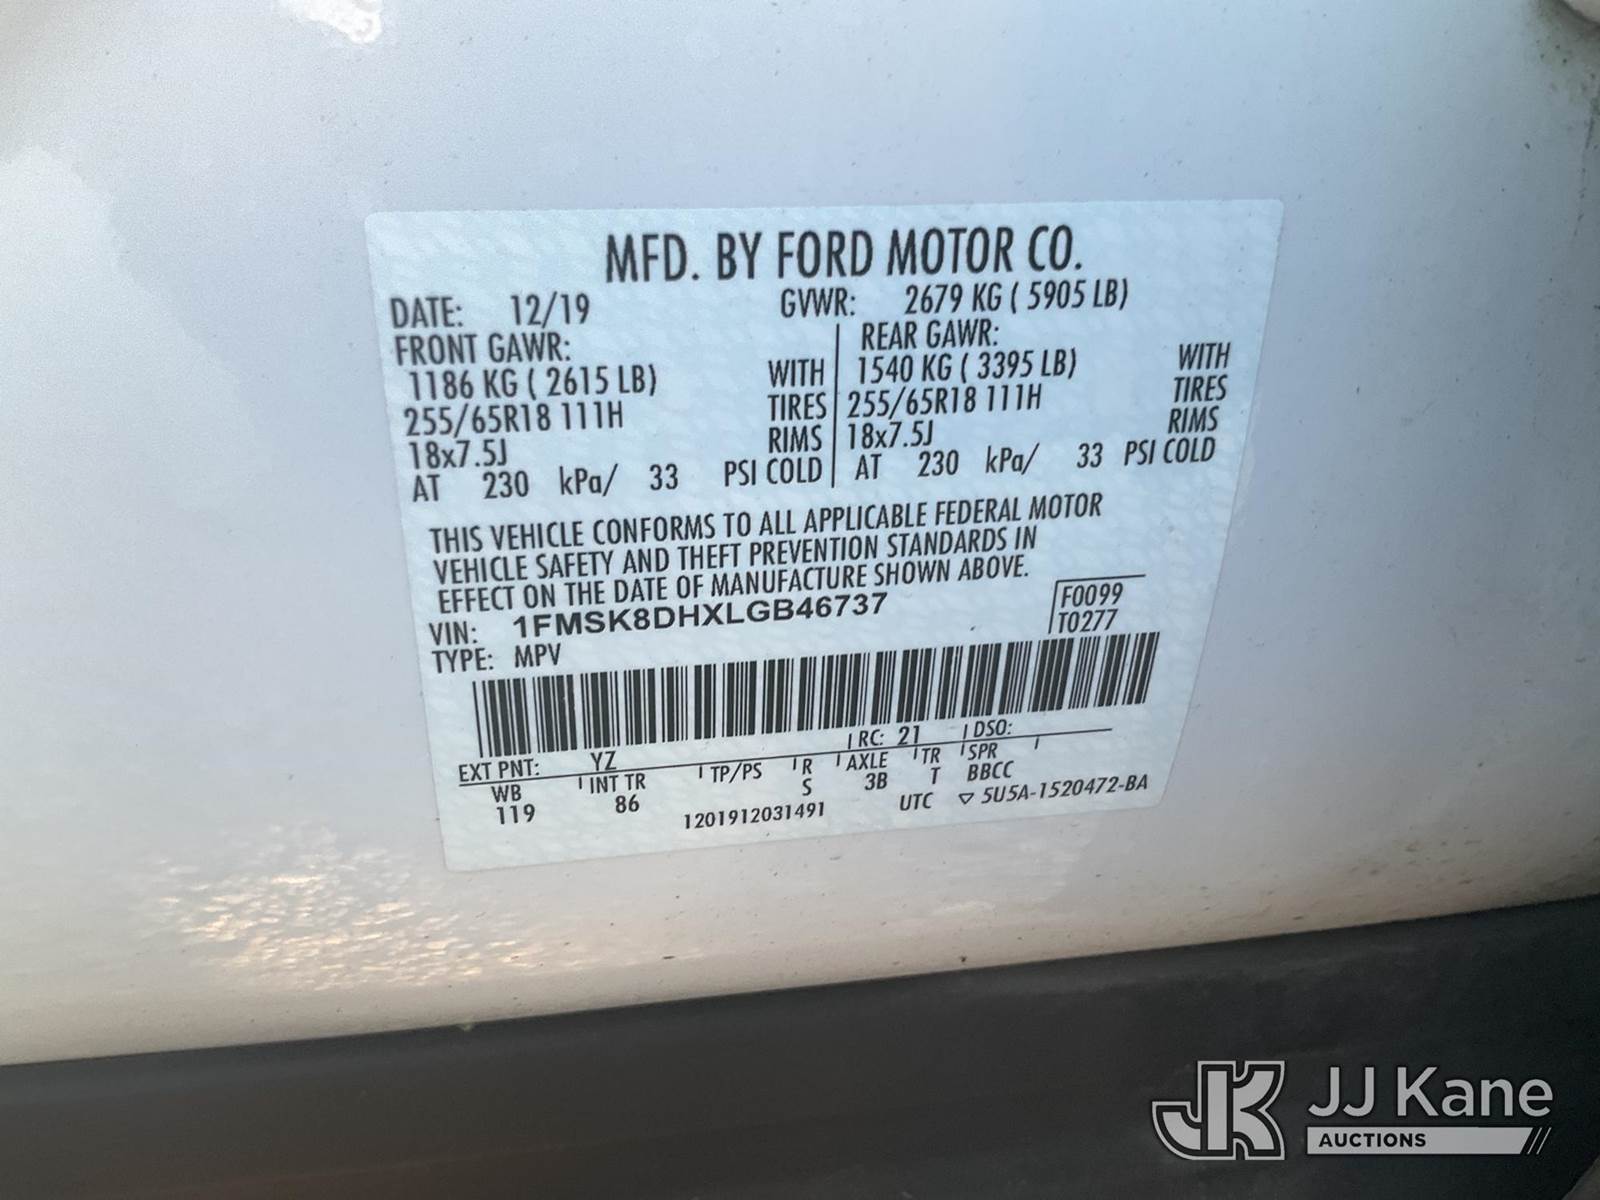 MFD. BY FORD MOTOR CO.
DATE: 12/19 GVWR: 2679 KG ( 5905 LB)
FRONT GAWR: REAR GAWR:
1186 KG ( 2615 LB) WITH 1540 KG ( 3395 LB) WITH
255/65R18 111H TIRES 255/65R18 111H TIRES
18x7.5J RIMS 18x7.5J RIMS
AT 230 kPa/ 33 PSI COLD AT 230 kPa/ 33 PSI COLD
THIS VEHICLE CONFORMS TO ALL APPLICABLE FEDERAL MOTOR
VEHICLE SAFETY AND THEFT PREVENTION STANDARDS IN
EFFECT ON THE DATE OF MANUFACTURE SHOWN ABOVE.
VIN: 1FMSK8DHXLGB46737 F0099
TYPE: MPV T0277
EXT PNT: YZ RC: 21 DSO:
WB INT TR TP/PS R AXLE TR SPR
119 86 S 3B T BBCC
1201912031491 UTC ▽ 5U5A-1520472-BA
JK JJ Kane
AUCTIONS